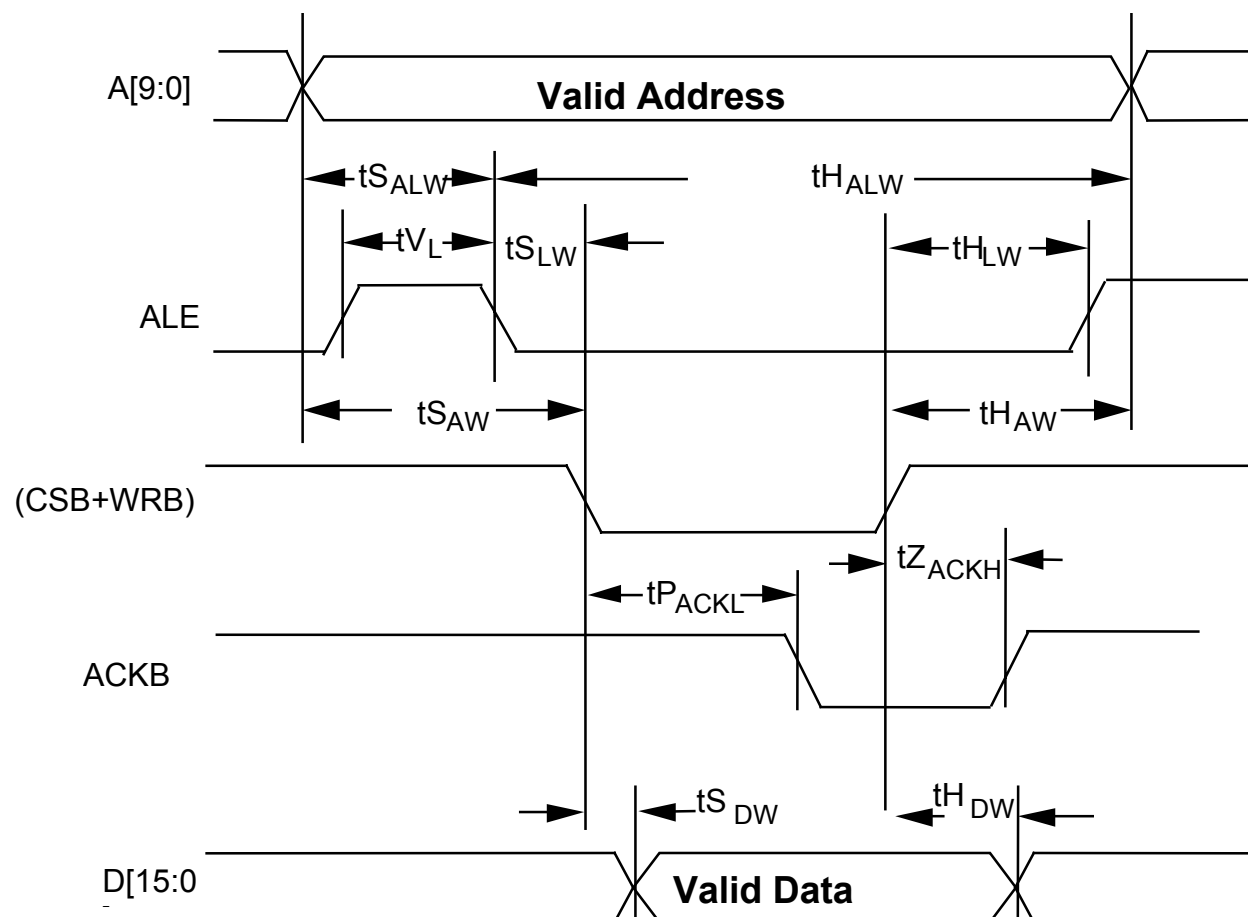 A[9:0]
Valid Address
tSALW
tHALW
tVL
tSLW
tHLW
ALE
tSAW
tHAW
(CSB+WRB)
tZACKH
tPACKL
ACKB
tS DW
tH DW
D[15:0
Valid Data